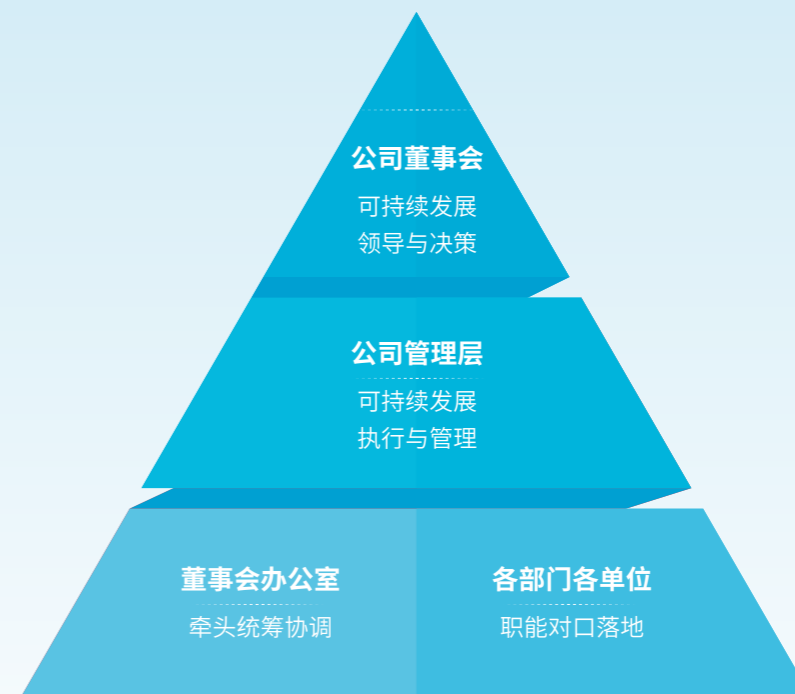 公司董事会
可持续发展
领导与决策
公司管理层
可持续发展
执行与管理
董事会办公室
牵头统筹协调
各部门各单位
职能对口落地